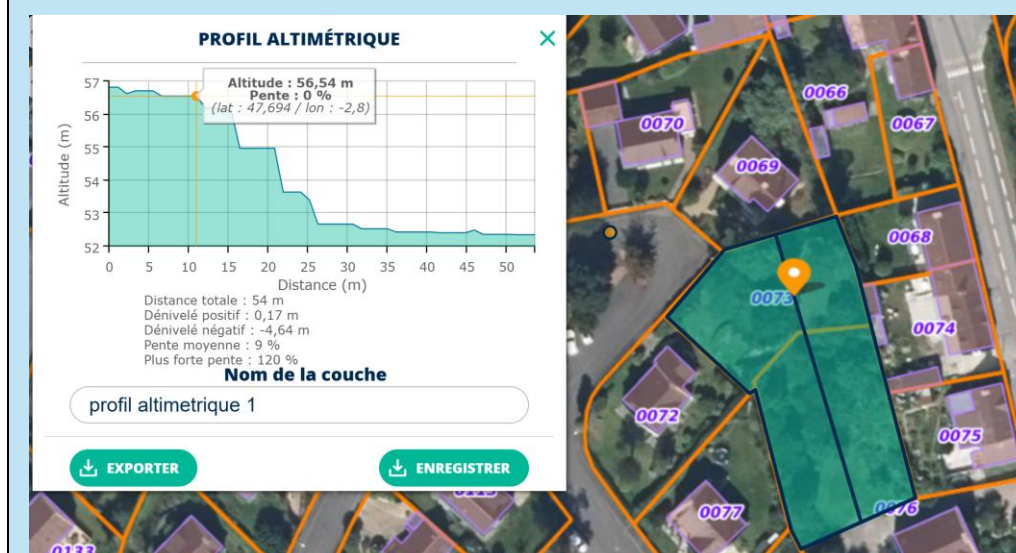 PROFIL ALTIMÉTRIQUE
57
56
55
54
53
52
Altitude (m)
Altitude : 56,54 m
Pente : 0 %
(lat : 47,694 / lon : -2,8)
0 5 10 15 20 25 30 35 40 45 50
Distance (m)
Distance totale : 54 m
Dénivelé positif : 0,17 m
Dénivelé négatif : -4,64 m
Pente moyenne : 9 %
Plus forte pente : 120 %
Nom de la couche
profil altimetrique 1
EXPORTER
ENREGISTRER
0066
0070
0067
0069
0068
0073
0074
0072
0075
0076
0077
0113
0133